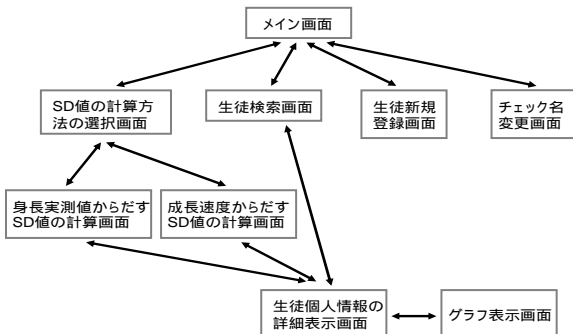 メイン画面
SD値の計算方
法の選択画面
生徒検索画面
生徒新規
登録画面
チェック名
変更画面
身長実測値からだす
SD値の計算画面
成長速度からだす
SD値の計算画面
生徒個人情報の
詳細表示画面
グラフ表示画面